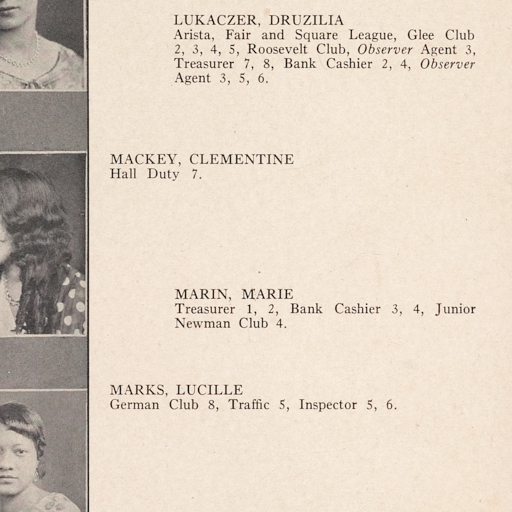 LUKACZER, DRUZILIA
Arista, Fair and Square League, Glee Club
2, 3, 4, 5, Roosevelt Club, Observer Agent 3,
Treasurer 7, 8, Bank Cashier 2, 4, Observer
Agent 3, 5, 6.
MACKEY, CLEMENTINE
Hall Duty 7.
MARIN, MARIE
Treasurer 1, 2, Bank Cashier 3, 4, Junior
Newman Club 4.
MARKS, LUCILLE
German Club 8, Traffic 5, Inspector 5, 6.